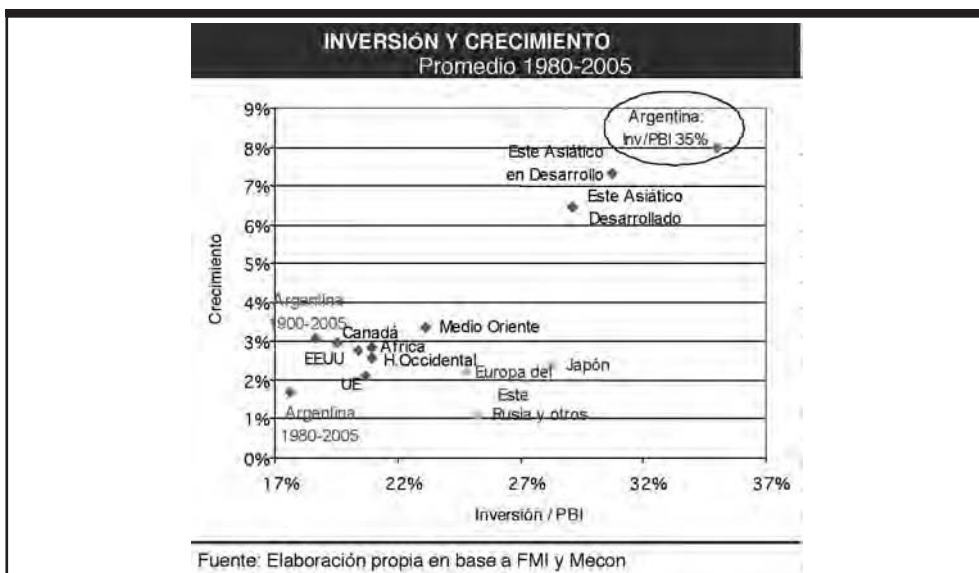 INVERSIÓN Y CRECIMIENTO
Promedio 1980-2005
9%
8%
7%
6%
5%
4%
3%
2%
1%
0%
Crecimiento
Argentina:
Inv/PBI 35%
Este Asiático
en Desarrollo
Este Asiático
Desarrollado
Argentina
1900-2005
Canadá
Medio Oriente
EEUU
Africa
H.Occidental
UE
Europa del
Este
Japón
Rusia y otros
Argentina
1980-2005
17%
22%
27%
32%
37%
Inversión / PBI
Fuente: Elaboración propia en base a FMI y Mecon